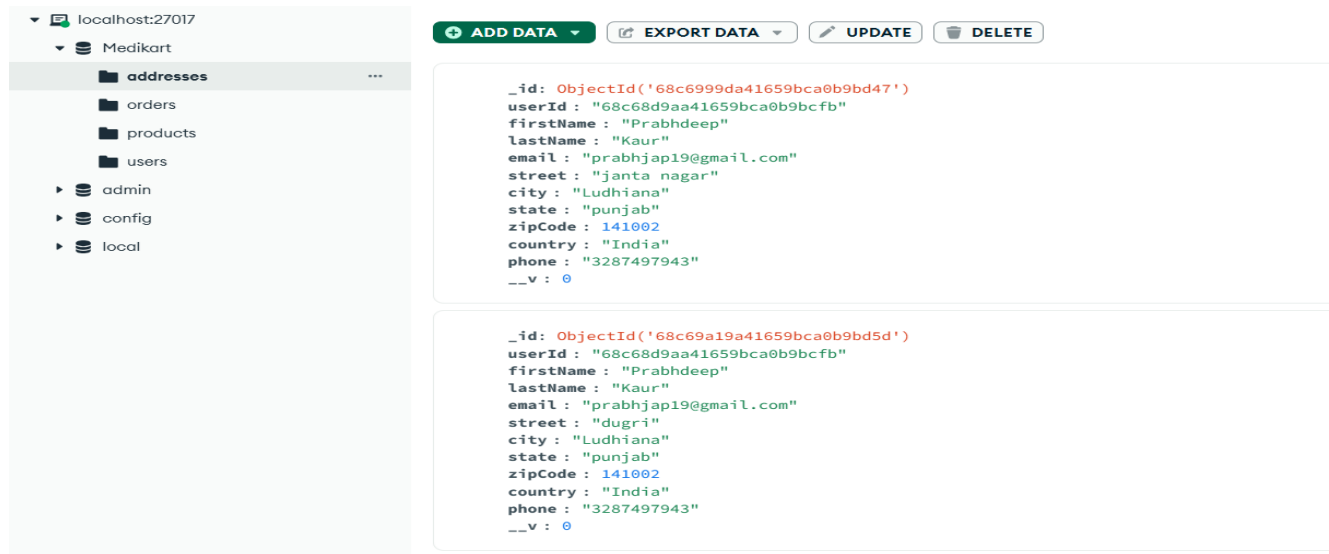 localhost:27017
Medikart
addresses
orders
products
users
admin
config
local
ADD DATA EXPORT DATA UPDATE DELETE
_id: ObjectId('68c6999da41659bca0b9bd47')
userId : "68c68d9aa41659bca0b9bcfb"
firstName : "Prabhdeep"
lastName : "Kaur"
email : "prabhjap19@gmail.com"
street : "janta nagar"
city : "Ludhiana"
state : "punjab"
zipCode : 141002
country : "India"
phone : "3287497943"
__v : 0
_id: ObjectId('68c69a19a41659bca0b9bd5d')
userId : "68c68d9aa41659bca0b9bcfb"
firstName : "Prabhdeep"
lastName : "Kaur"
email : "prabhjap19@gmail.com"
street : "dugri"
city : "Ludhiana"
state : "punjab"
zipCode : 141002
country : "India"
phone : "3287497943"
__v : 0